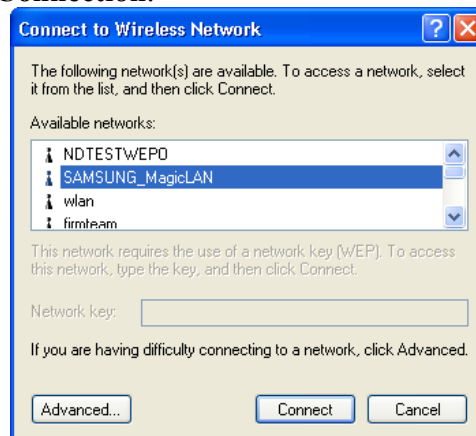 Connection.
Connect to Wireless Network
The following network(s) are available. To access a network, select
it from the list, and then click Connect.
Available networks:
NDTESTWEP0
SAMSUNG_MagicLAN
wlan
firmteam
This network requires the use of a network key (WEP). To access
this network, type the key, and then click Connect.
Network key:
If you are having difficulty connecting to a network, click Advanced.
Advanced... Connect Cancel